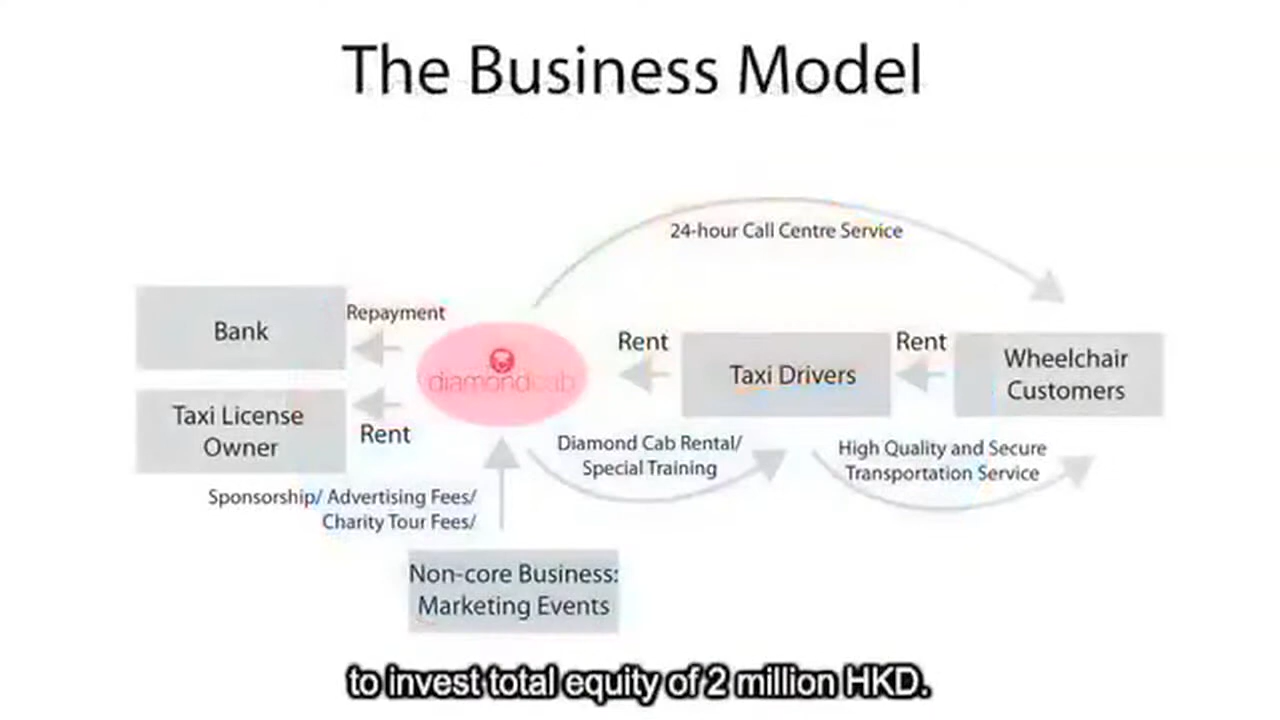 The Business Model
24-hour Call Centre Service
Bank
Repayment
diamondcab
Rent
Taxi Drivers
Rent
Wheelchair
Customers
Taxi License
Owner
Rent
Diamond Cab Rental/
Special Training
High Quality and Secure
Transportation Service
Sponsorship/ Advertising Fees/
Charity Tour Fees/
Non-core Business:
Marketing Events
to invest total equity of 2 million HKD.